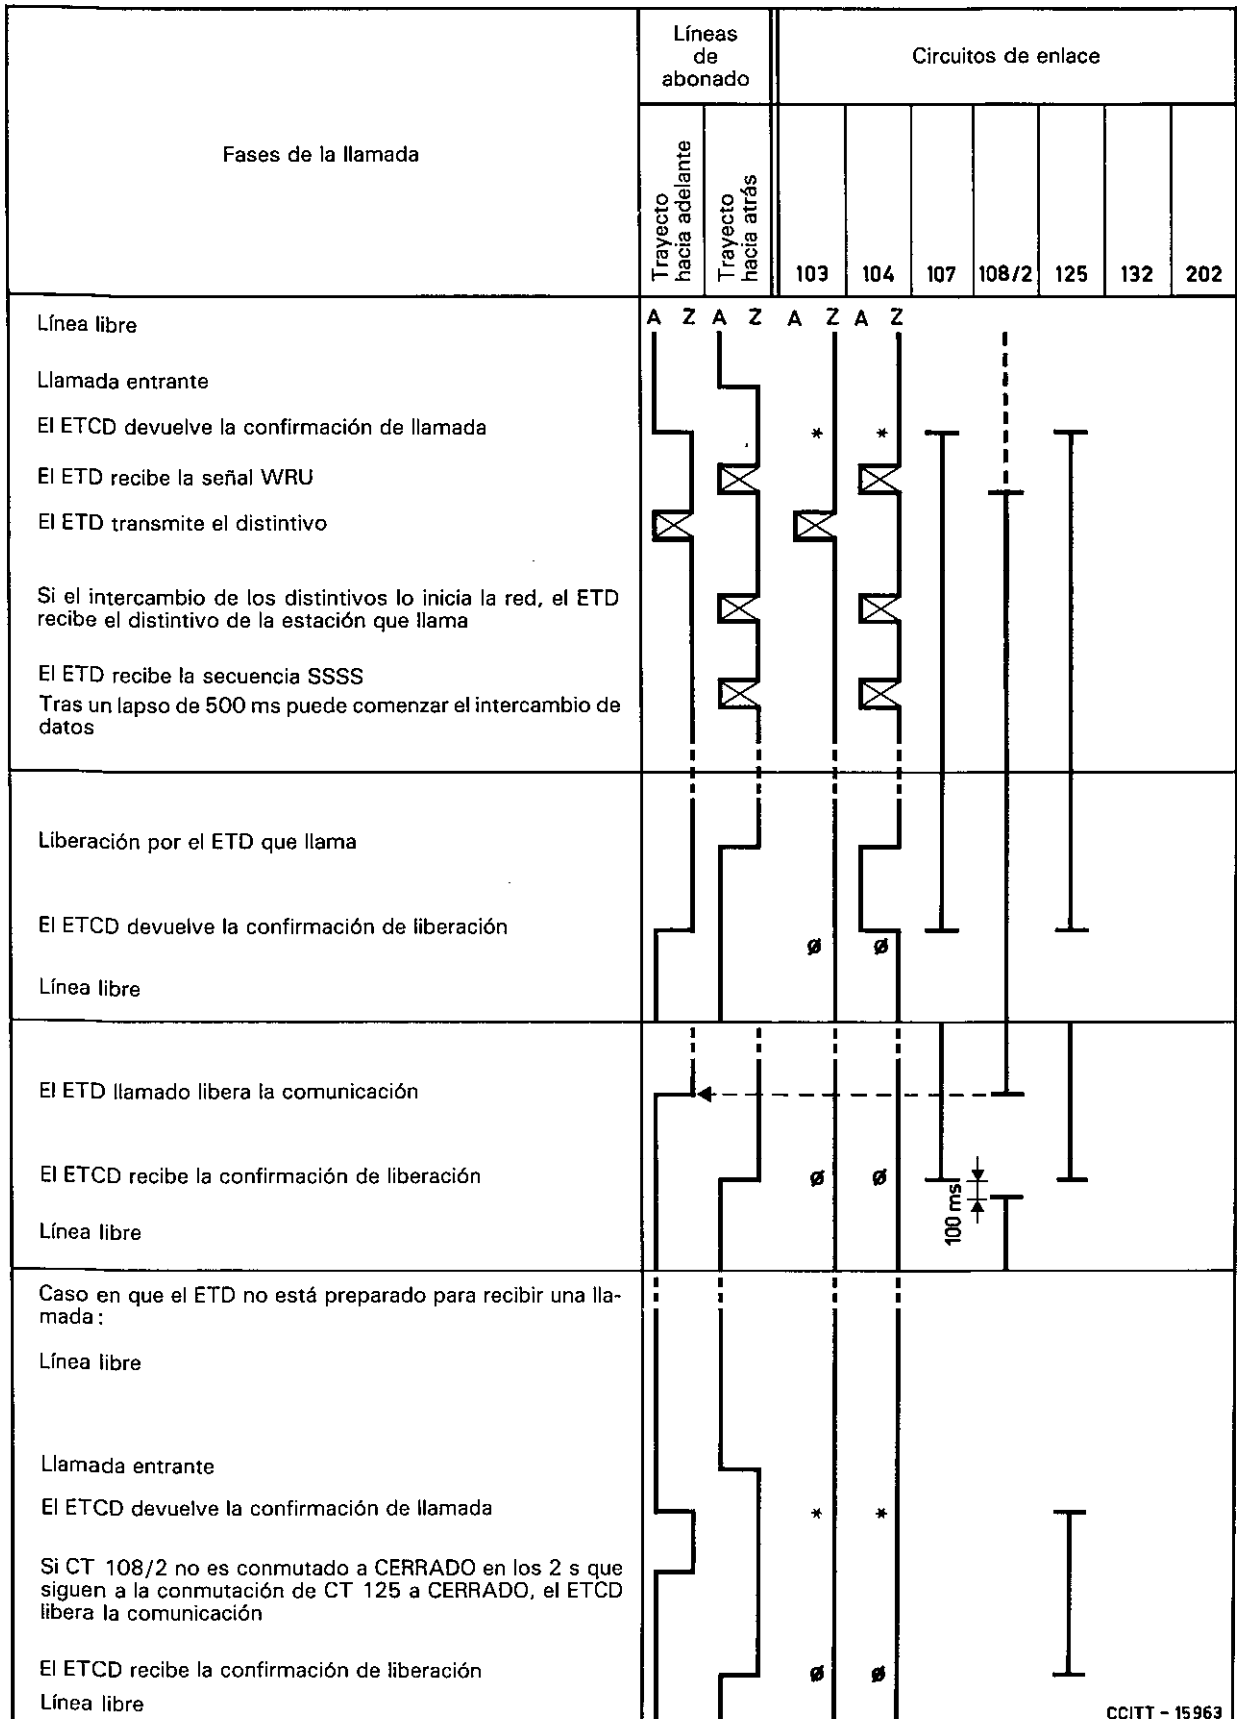 Líneas
de
abonado
Circuitos de enlace
Fases de la llamada
Trayecto
hacia adelante
Trayecto
hacia atrás
103
104
107
108/2
125
132
202
Línea libre
A Z A Z A Z A Z
Llamada entrante
El ETCD devuelve la confirmación de llamada
* *
El ETD recibe la señal WRU
El ETD transmite el distintivo
Si el intercambio de los distintivos lo inicia la red, el ETD
recibe el distintivo de la estación que llama
El ETD recibe la secuencia SSSS
Tras un lapso de 500 ms puede comenzar el intercambio de
datos
Liberación por el ETD que llama
El ETCD devuelve la confirmación de liberación
Ø Ø
Línea libre
El ETD llamado libera la comunicación
El ETCD recibe la confirmación de liberación
Ø Ø
100 ms
Línea libre
Caso en que el ETD no está preparado para recibir una lla-
mada:
Línea libre
Llamada entrante
El ETCD devuelve la confirmación de llamada
* *
Si CT 108/2 no es conmutado a CERRADO en los 2 s que
siguen a la conmutación de CT 125 a CERRADO, el ETCD
libera la comunicación
El ETCD recibe la confirmación de liberación
Ø Ø
Línea libre
CCITT - 15963